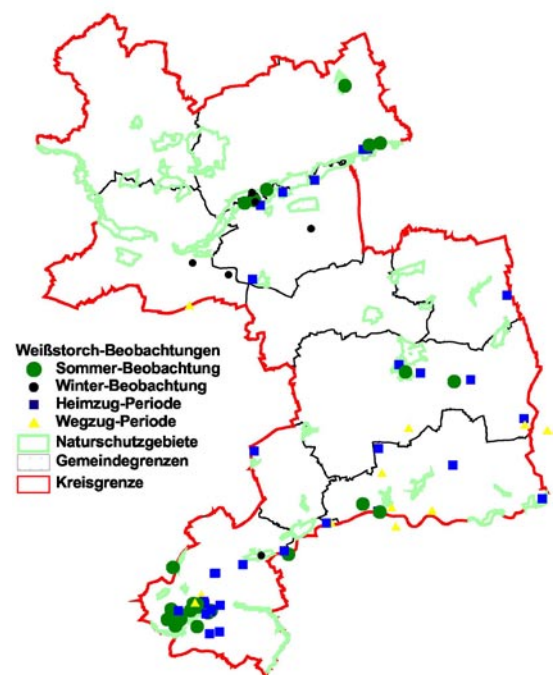 Weißstorch-Beobachtungen
Sommer-Beobachtung
Winter-Beobachtung
Heimzug-Periode
Wegzug-Periode
Naturschutzgebiete
Gemeindegrenzen
Kreisgrenze